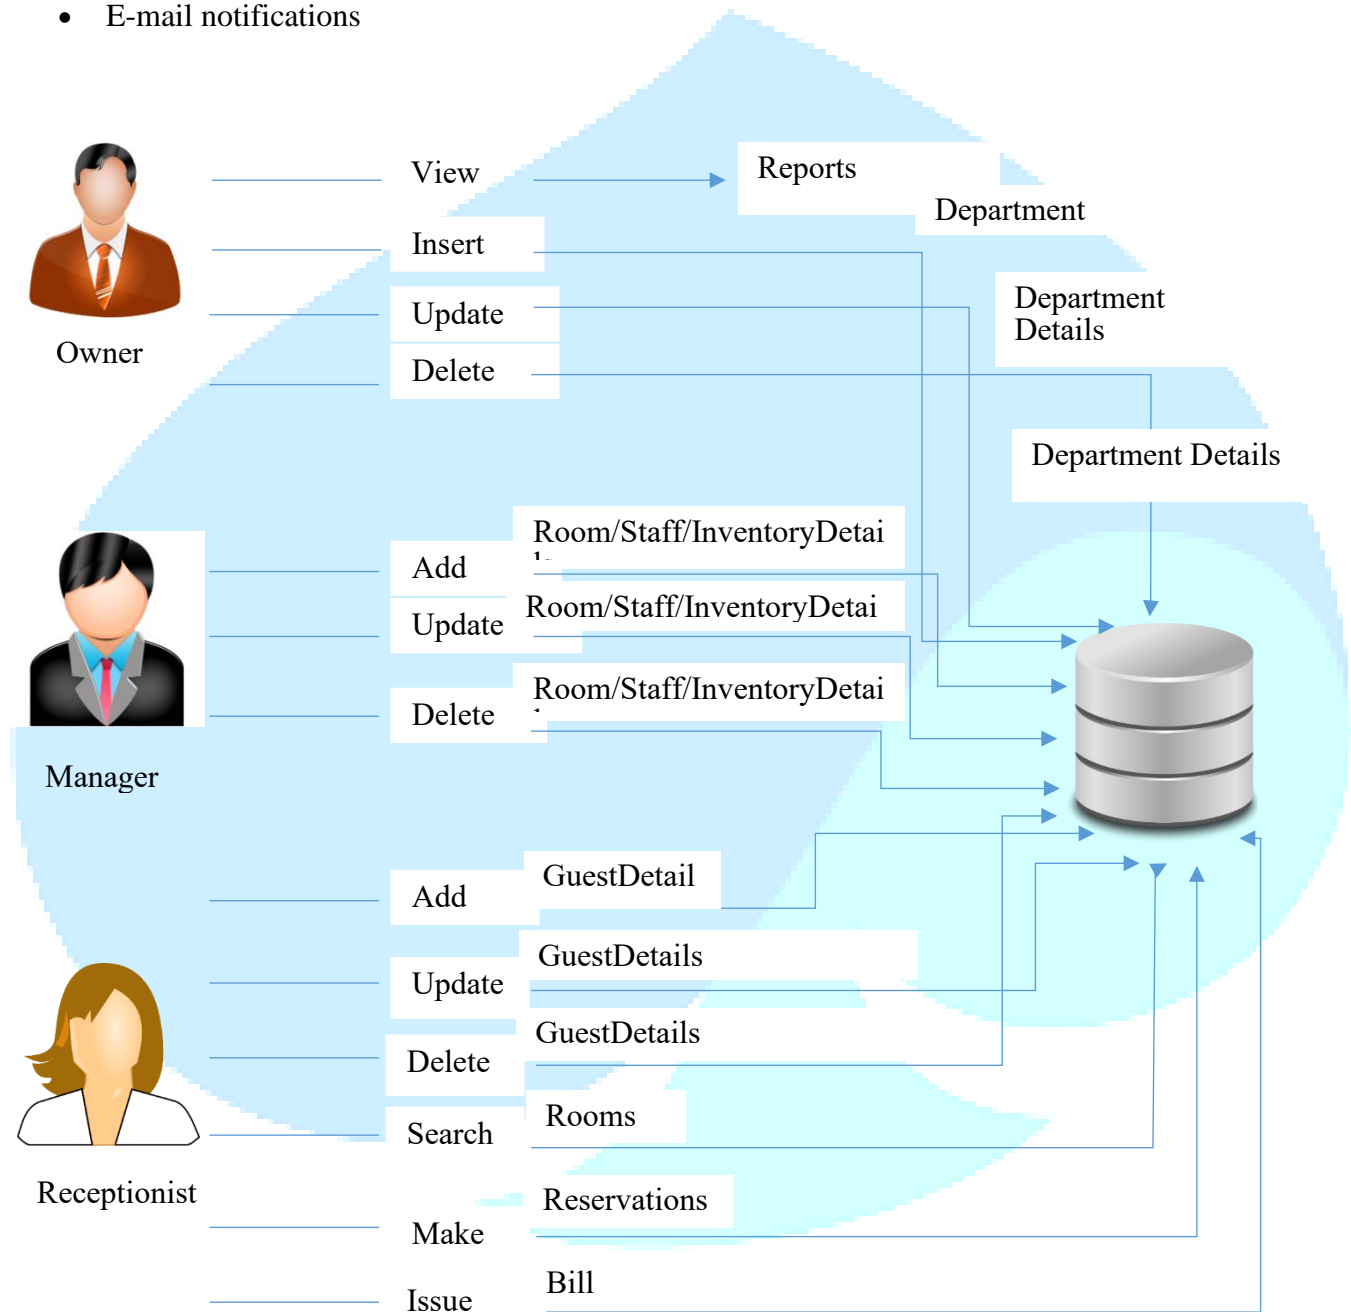 • E-mail notifications
View
Reports
Department
Insert
Department
Details
Update
Owner
Delete
Department Details
Room/Staff/InventoryDetai
Add
Room/Staff/InventoryDetai
Update
Room/Staff/InventoryDetai
Delete
Manager
GuestDetail
Add
GuestDetails
Update
GuestDetails
Delete
Rooms
Search
Receptionist
Reservations
Make
Bill
Issue